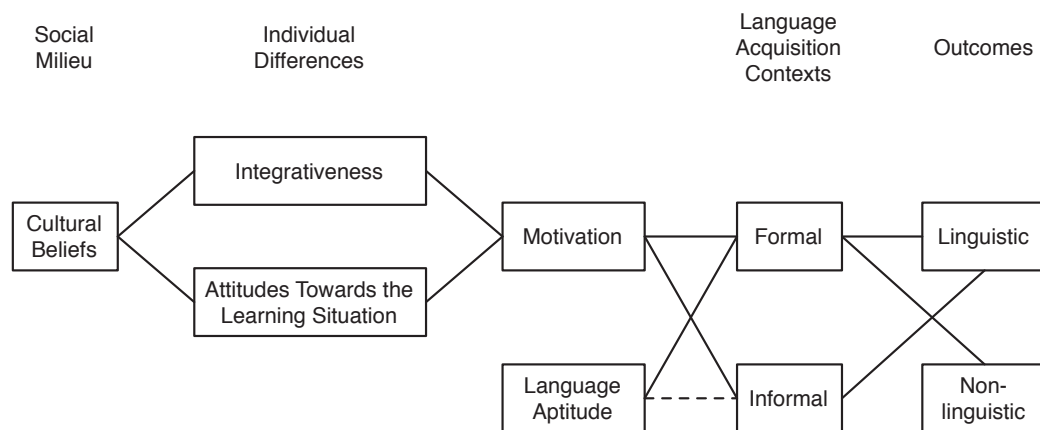 Social
Milieu
Individual
Differences
Language
Acquisition
Contexts
Outcomes
Integrativeness
Cultural
Beliefs
Attitudes Towards the
Learning Situation
Motivation
Formal
Linguistic
Language
Aptitude
Informal
Non-
linguistic